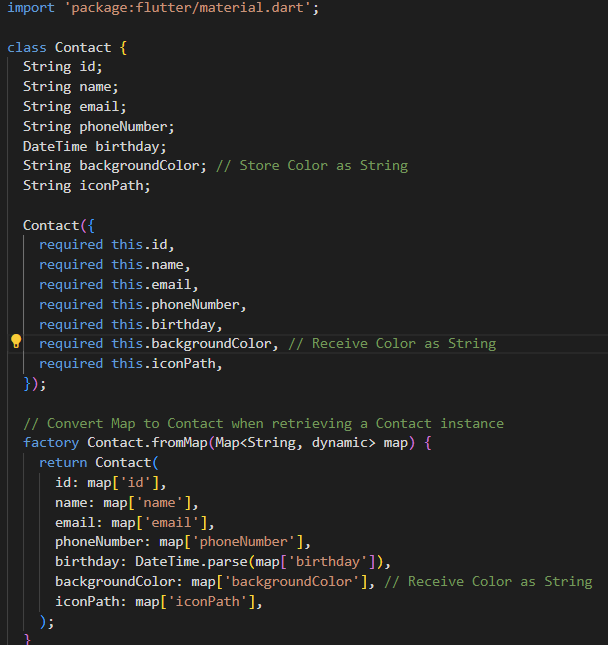 import 'package:flutter/material.dart';

class Contact {
  String id;
  String name;
  String email;
  String phoneNumber;
  DateTime birthday;
  String backgroundColor; // Store Color as String
  String iconPath;

  Contact({
    required this.id,
    required this.name,
    required this.email,
    required this.phoneNumber,
    required this.birthday,
    required this.backgroundColor, // Receive Color as String
    required this.iconPath,
  });

  // Convert Map to Contact when retrieving a Contact instance
  factory Contact.fromMap(Map<String, dynamic> map) {
    return Contact(
      id: map['id'],
      name: map['name'],
      email: map['email'],
      phoneNumber: map['phoneNumber'],
      birthday: DateTime.parse(map['birthday']),
      backgroundColor: map['backgroundColor'], // Receive Color as String
      iconPath: map['iconPath'],
    );
  }